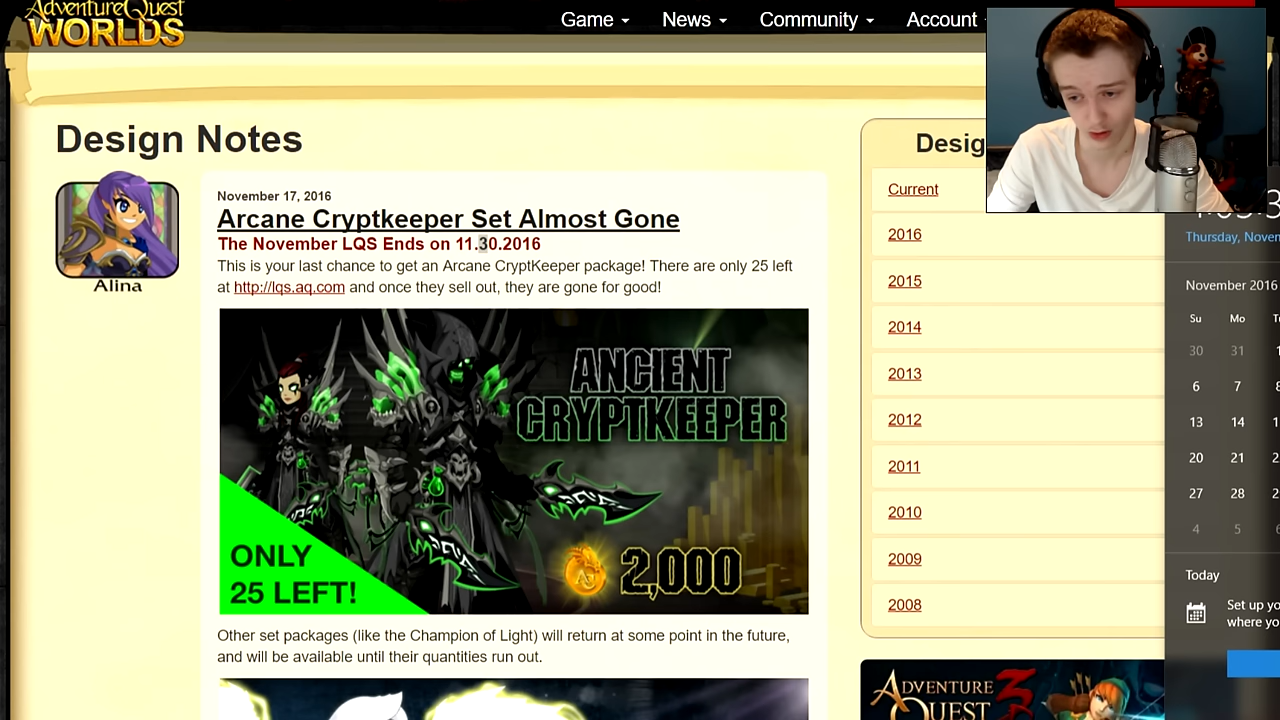 AdventureQuest
WORLDS
Game
News
Community
Account
Design Notes
Alina
November 17, 2016
Arcane Cryptkeeper Set Almost Gone
The November LQS Ends on 11.30.2016
This is your last chance to get an Arcane CryptKeeper package! There are only 25 left
at http://lqs.aq.com and once they sell out, they are gone for good!
ANCIENT
CRYPTKEEPER
ONLY
25 LEFT!
2,000
Other set packages (like the Champion of Light) will return at some point in the future,
and will be available until their quantities run out.
Current
2016
2015
2014
2013
2012
2011
2010
2009
2008
ADVENTURE
QUEST 3
Thursday,
November 2016
Su Mo
30 31 1
6 7 8
13 14
20 21
27 28
4 5
Today
Set up
where